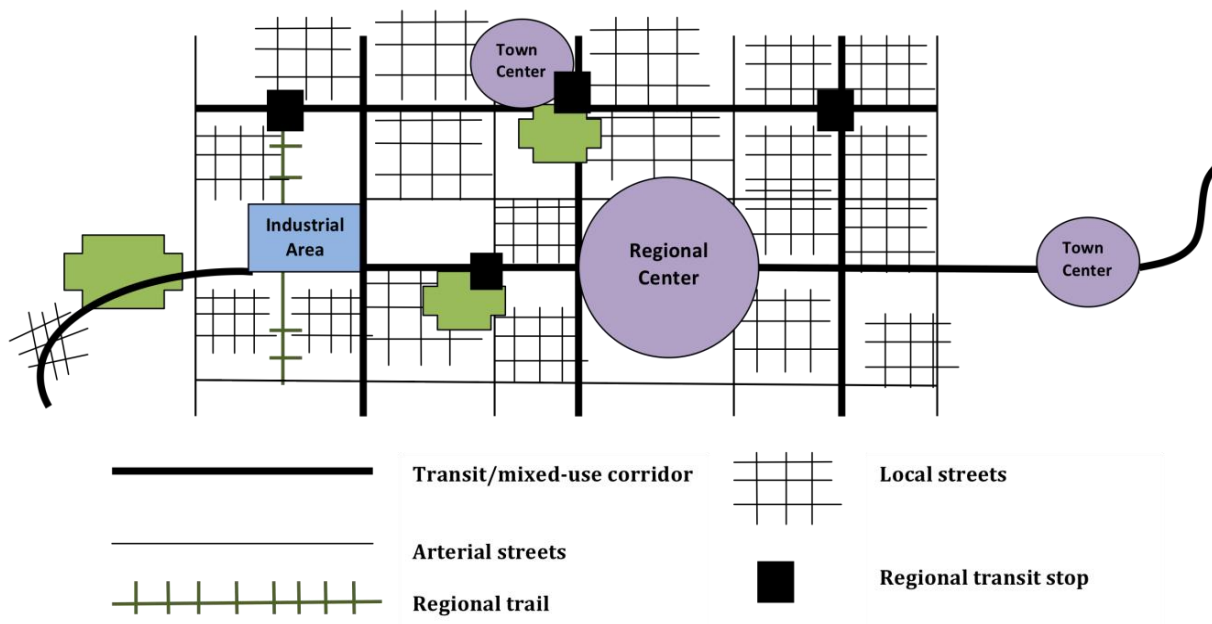 Town
Center
Industrial
Area
Regional
Center
Town
Center
Transit/mixed-use corridor
Local streets
Arterial streets
Regional transit stop
Regional trail